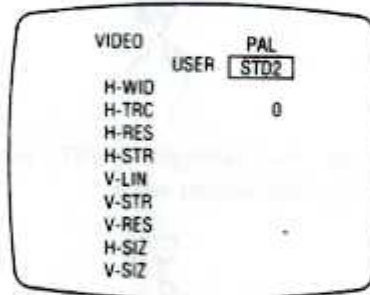 VIDEO PAL
USER STD2
H-WID
H-TRC 0
H-RES
H-STR
V-LIN
V-STR
V-RES
H-SIZ
V-SIZ